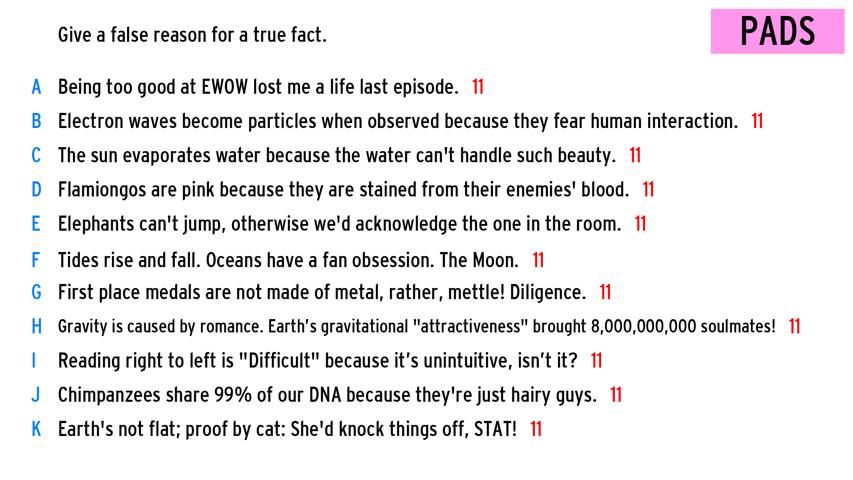 Give a false reason for a true fact.
PADS
A Being too good at EWOW lost me a life last episode. 11
B Electron waves become particles when observed because they fear human interaction. 11
C The sun evaporates water because the water can't handle such beauty. 11
D Flamiongos are pink because they are stained from their enemies' blood. 11
E Elephants can't jump, otherwise we'd acknowledge the one in the room. 11
F Tides rise and fall. Oceans have a fan obsession. The Moon. 11
G First place medals are not made of metal, rather, mettle! Diligence. 11
H Gravity is caused by romance. Earth’s gravitational "attractiveness" brought 8,000,000,000 soulmates! 11
I Reading right to left is "Difficult" because it’s unintuitive, isn’t it? 11
J Chimpanzees share 99% of our DNA because they're just hairy guys. 11
K Earth's not flat; proof by cat: She'd knock things off, STAT! 11